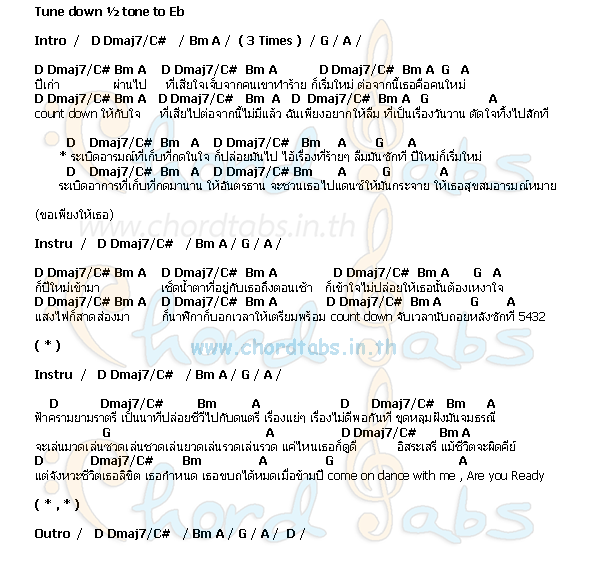 Tune down ½ tone to Eb
Intro / D Dmaj7/C# / Bm A / ( 3 Times ) / G / A /
D Dmaj7/C# Bm A D Dmaj7/C# Bm A D Dmaj7/C# Bm A G A
ปีเก่า ผ่านไป ที่เสียใจเจ็บจากคนเขาทำร้าย ก็เริ่มใหม่ ต่อจากนี้เธอคือคนใหม่
D Dmaj7/C# Bm A D Dmaj7/C# Bm A D Dmaj7/C# Bm A G A
count down ให้กับใจ ที่เสียไปต่อจากนี้ไม่มีแล้ว ฉันเพียงอยากให้ลืม ที่เป็นเรื่องวันวาน ตัดใจทิ้งไปสักที
D Dmaj7/C# Bm A D Dmaj7/C# Bm A G A
* ระเบิดอารมณ์ที่เก็บที่กดในใจ ก็ปล่อยมันไป ไอ้เรื่องที่ร้ายๆ ลืมมันซักที ปีใหม่ก็เริ่มใหม่
D Dmaj7/C# Bm A D Dmaj7/C# Bm A G A
ระเบิดอาการที่เก็บที่กดมานาน ให้อันตรธาน จะชวนเธอไปแดนซ์ให้มันกระจาย ให้เธอสุขสมอารมณ์หมาย
(ขอเพียงให้เธอ)
www.chordtabs.in.th
Instru / D Dmaj7/C# / Bm A / G / A /
D Dmaj7/C# Bm A D Dmaj7/C# Bm A D Dmaj7/C# Bm A G A
ก็ปีใหม่เข้ามา เช็ดน้ำตาที่อยู่กับเธอถึงตอนเช้า ก็เข้าใจไม่ปล่อยให้เธอนั้นต้องเหงาใจ
D Dmaj7/C# Bm A D Dmaj7/C# Bm A D Dmaj7/C# Bm A G A
แสงไฟก็สาดส่องมา ก็นาฬิกาก็บอกเวลาให้เตรียมพร้อม count down จับเวลานับถอยหลังซักที 5432
( * )
www.chordtabs.in.th
Instru / D Dmaj7/C# / Bm A / G / A /
D Dmaj7/C# Bm A D Dmaj7/C# Bm A
ฟ้าครามยามราตรี เป็นนาทีปล่อยชีวีไปกับดนตรี เรื่องแย่ๆ เรื่องไม่ดีพอกันที ขุดหลุมฝังมันจมธรณี
G A D Dmaj7/C# Bm A
จะเล่นมวดเล่นซวดเล่นชวดเล่นยวดเล่นรวดเล่นรวด แค่ไหนเธอก็ดูดี อิสระเสรี แม้ชีวิตจะผิดคีย์
D Dmaj7/C# Bm A G A
แต่จังหวะชีวิตเธอลิขิต เธอกำหนด เธอขบถได้หมดเมื่อข้ามปี come on dance with me , Are you Ready
( * , * )
Outro / D Dmaj7/C# / Bm A / G / A / D /